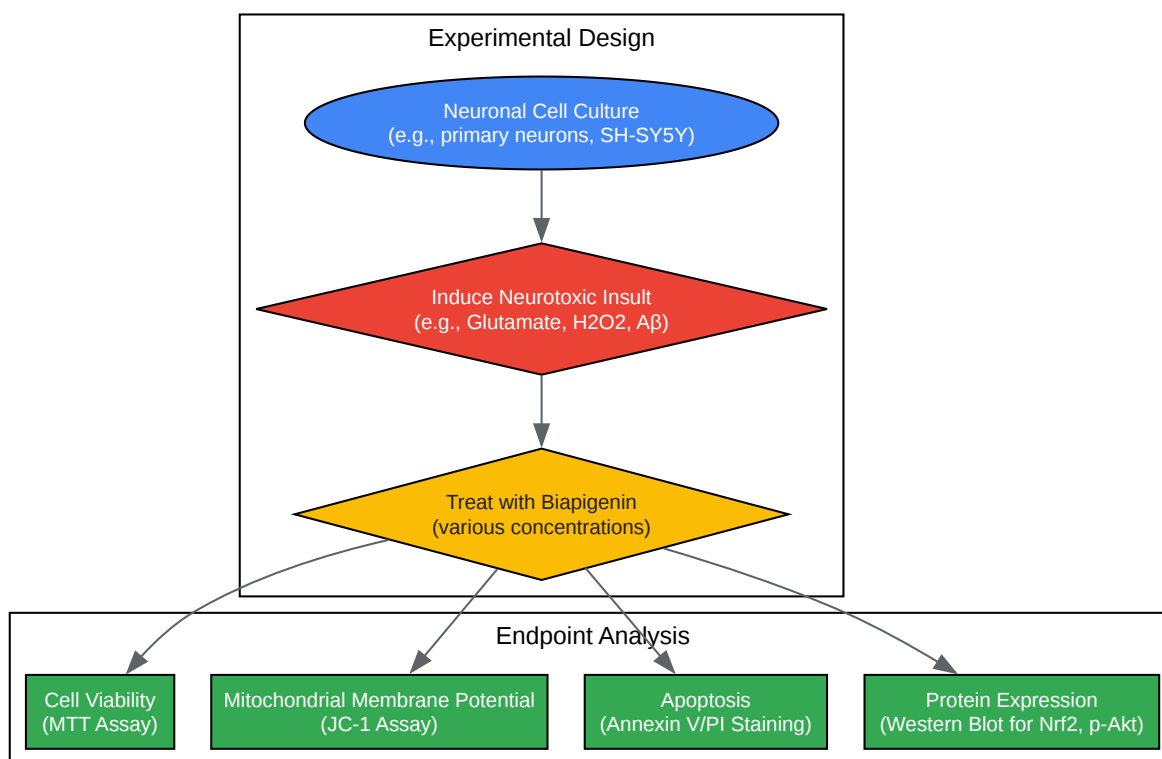 Experimental Design
Neuronal Cell Culture
(e.g., primary neurons, SH-SY5Y)
Induce Neurotoxic Insult
(e.g., Glutamate, H2O2, Aβ)
Treat with Biapigenin
(various concentrations)
Endpoint Analysis
Cell Viability
(MTT Assay)
Mitochondrial Membrane Potential
(JC-1 Assay)
Apoptosis
(Annexin V/PI Staining)
Protein Expression
(Western Blot for Nrf2, p-Akt)